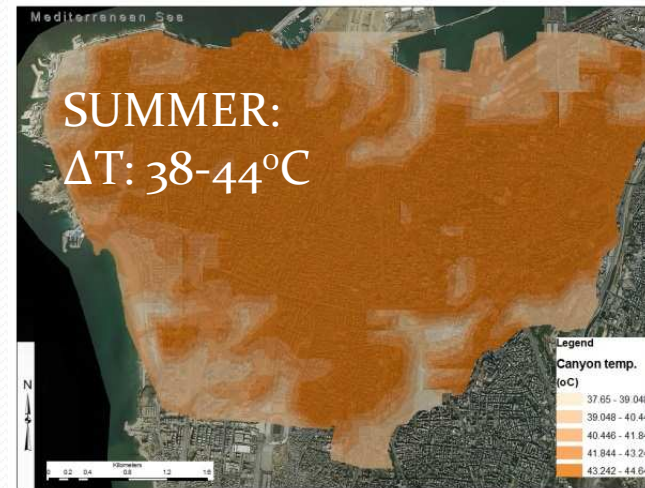 Mediterranean Sea
SUMMER:
ΔT: 38-44°C
Legend
Canyon temp.
(oC)
37.65 - 39.048
39.048 - 40.4
40.446 - 41.8
41.844 - 43.2
43.242 - 44.64
N
Kilometers
0 0.2 0.4 0.8 1.2 1.6